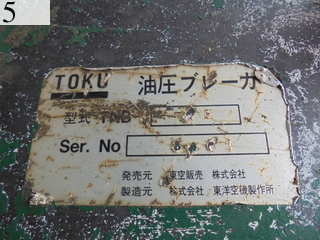 5
TOKU 油圧ブレーカ
型式 TNB
Ser. No
発売元 東空販売 株式会社
製造元 株式会社 東洋空機製作所